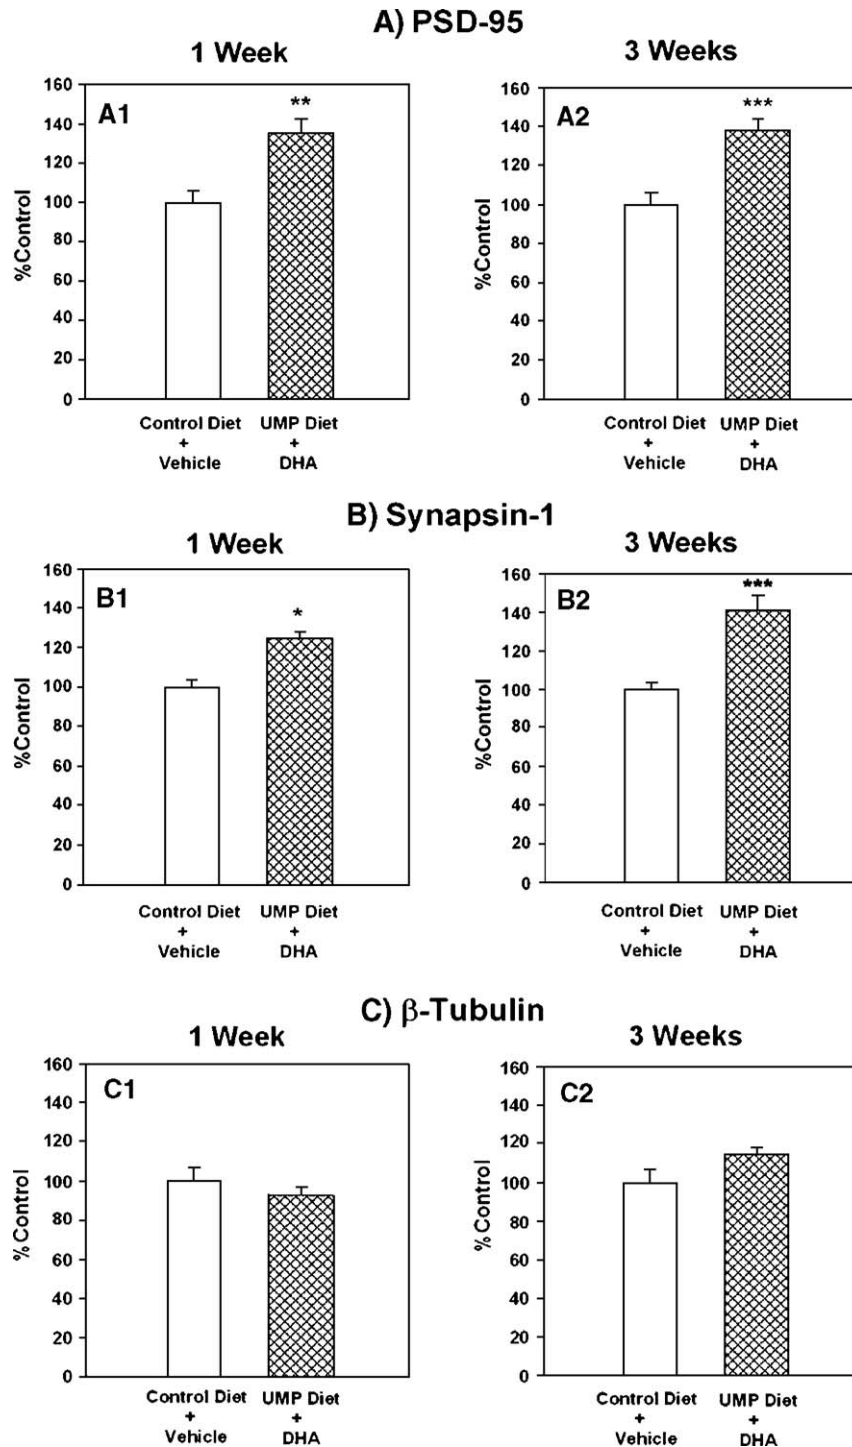 A) PSD-95
1 Week
3 Weeks
A1
**
%Control
160
140
120
100
80
60
40
20
0
Control Diet
+
Vehicle
UMP Diet
+
DHA
A2
***
%Control
160
140
120
100
80
60
40
20
0
Control Diet
+
Vehicle
UMP Diet
+
DHA
B) Synapsin-1
1 Week
3 Weeks
B1
*
%Control
160
140
120
100
80
60
40
20
0
Control Diet
+
Vehicle
UMP Diet
+
DHA
B2
***
%Control
160
140
120
100
80
60
40
20
0
Control Diet
+
Vehicle
UMP Diet
+
DHA
C) β-Tubulin
1 Week
3 Weeks
C1
% Control
160
140
120
100
80
60
40
20
0
Control Diet
+
Vehicle
UMP Diet
+
DHA
C2
% Control
160
140
120
100
80
60
40
20
0
Control Diet
+
Vehicle
UMP Diet
+
DHA